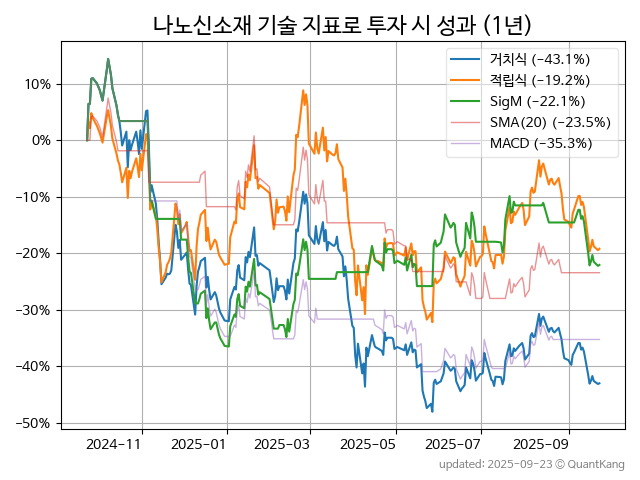 나노신소재 기술 지표로 투자 시 성과 (1년)
거치식 (−43.1%)
적립식 (−19.2%)
SigM (−22.1%)
SMA(20) (−23.5%)
MACD (−35.3%)
10%
0%
−10%
−20%
−30%
−40%
−50%
2024-11 2025-01 2025-03 2025-05 2025-07 2025-09
updated: 2025-09-23 © QuantKang